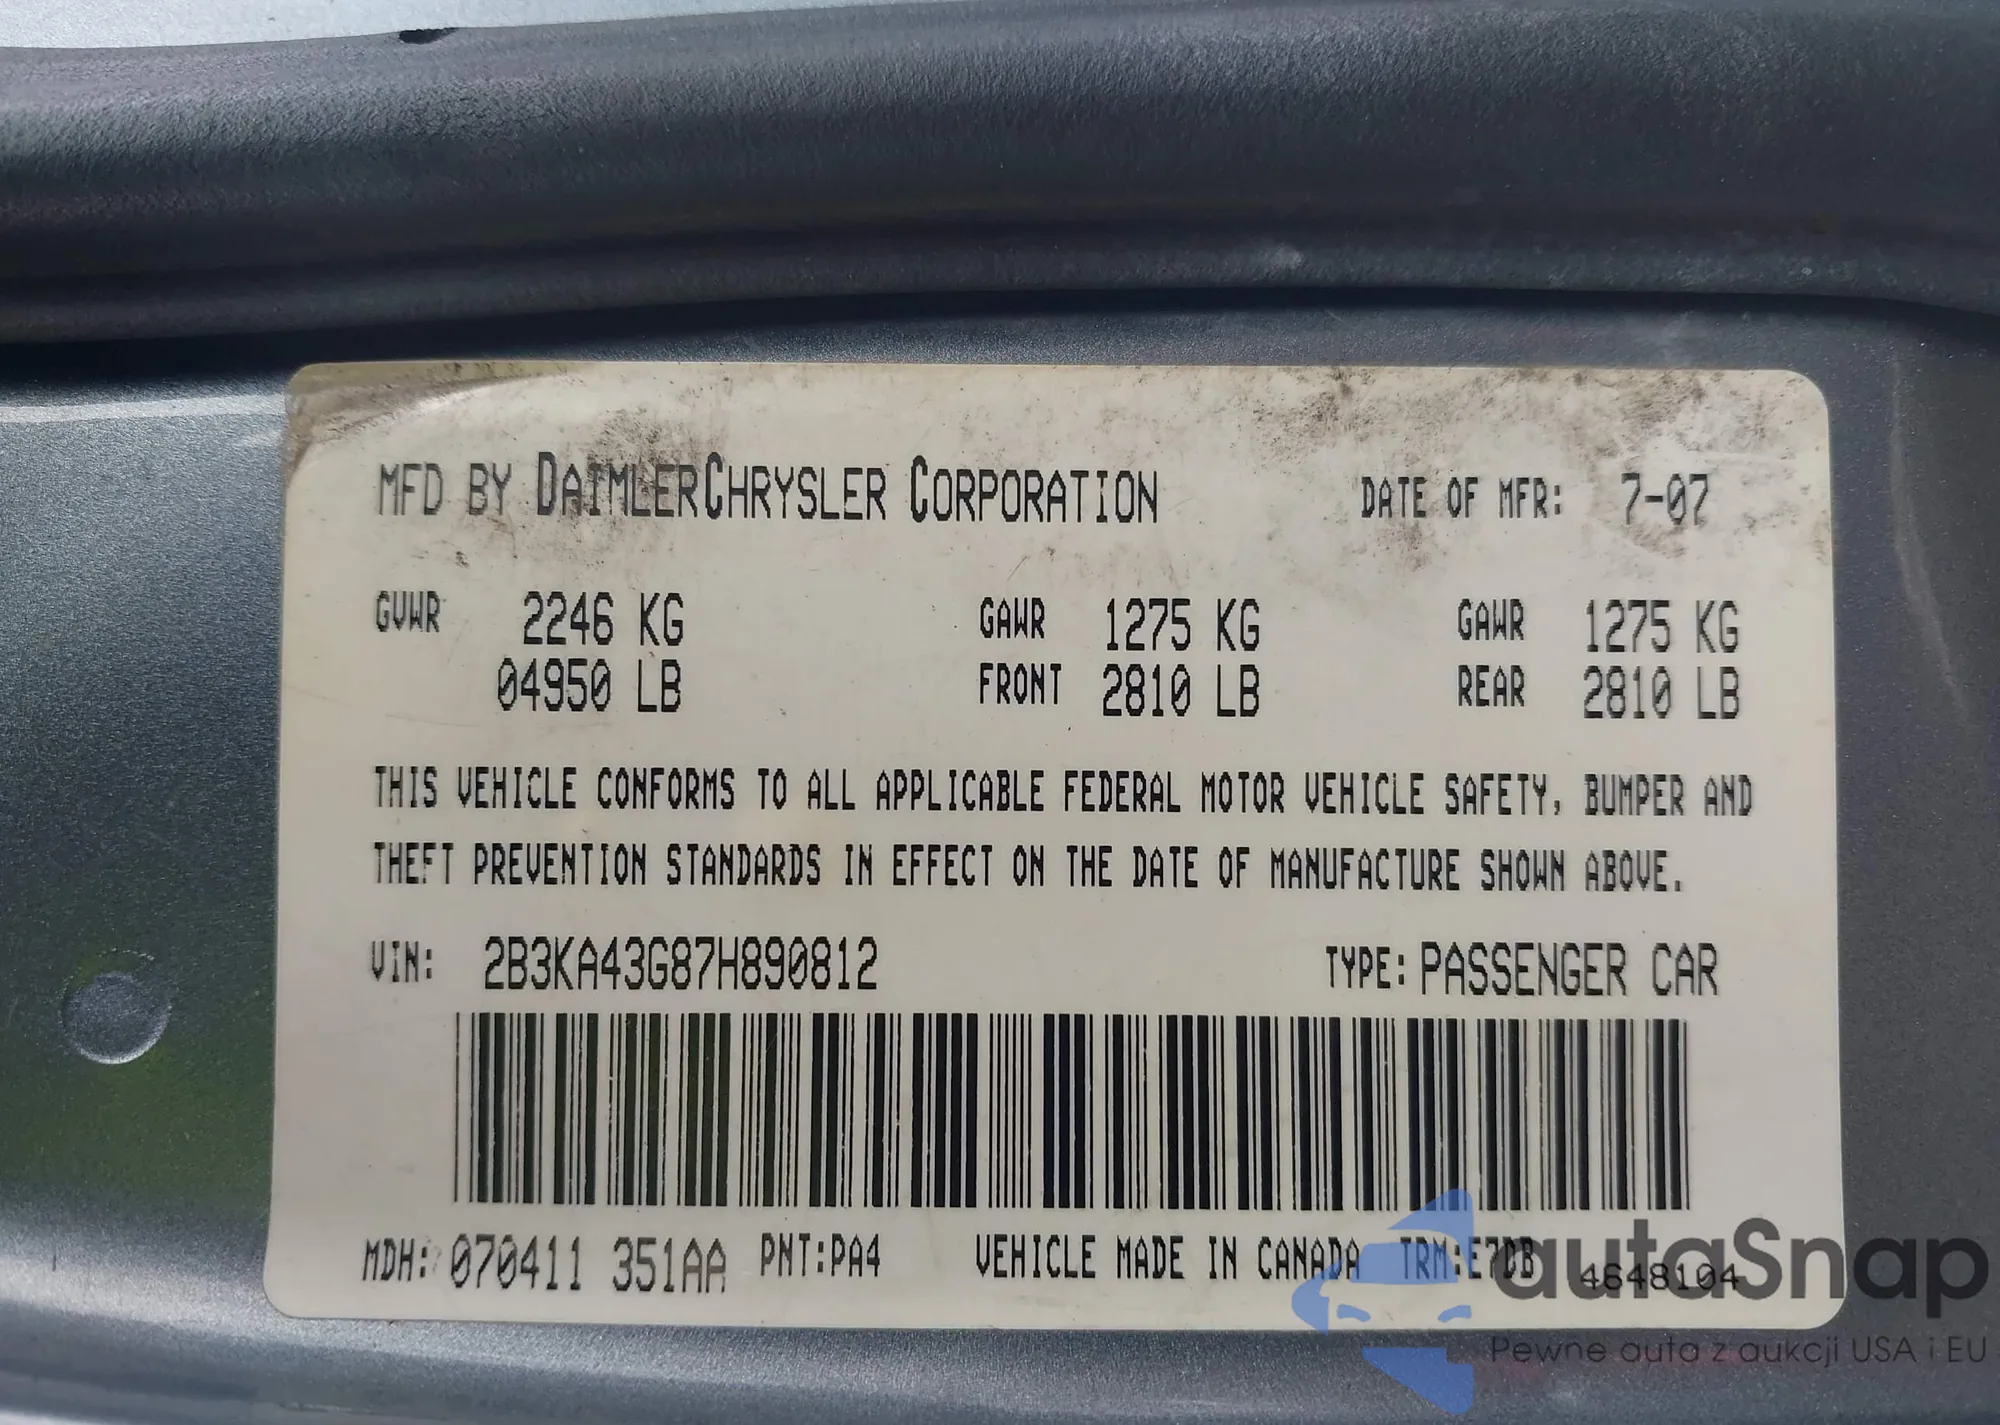 MFD BY DAIMLERCHRYSLER CORPORATION DATE OF MFR: 7-07
GVWR 2246 KG GAWR 1275 KG GAWR 1275 KG
04950 LB FRONT 2810 LB REAR 2810 LB
THIS VEHICLE CONFORMS TO ALL APPLICABLE FEDERAL MOTOR VEHICLE SAFETY, BUMPER AND
THEFT PREVENTION STANDARDS IN EFFECT ON THE DATE OF MANUFACTURE SHOWN ABOVE.
VIN: 2B3KA43G87H890812 TYPE: PASSENGER CAR
MDH: 070411 351AA PNT:PA4 VEHICLE MADE IN CANADA TRM:E7DB 4648104
autaSnap
Pewne auta z aukcji USA i EU